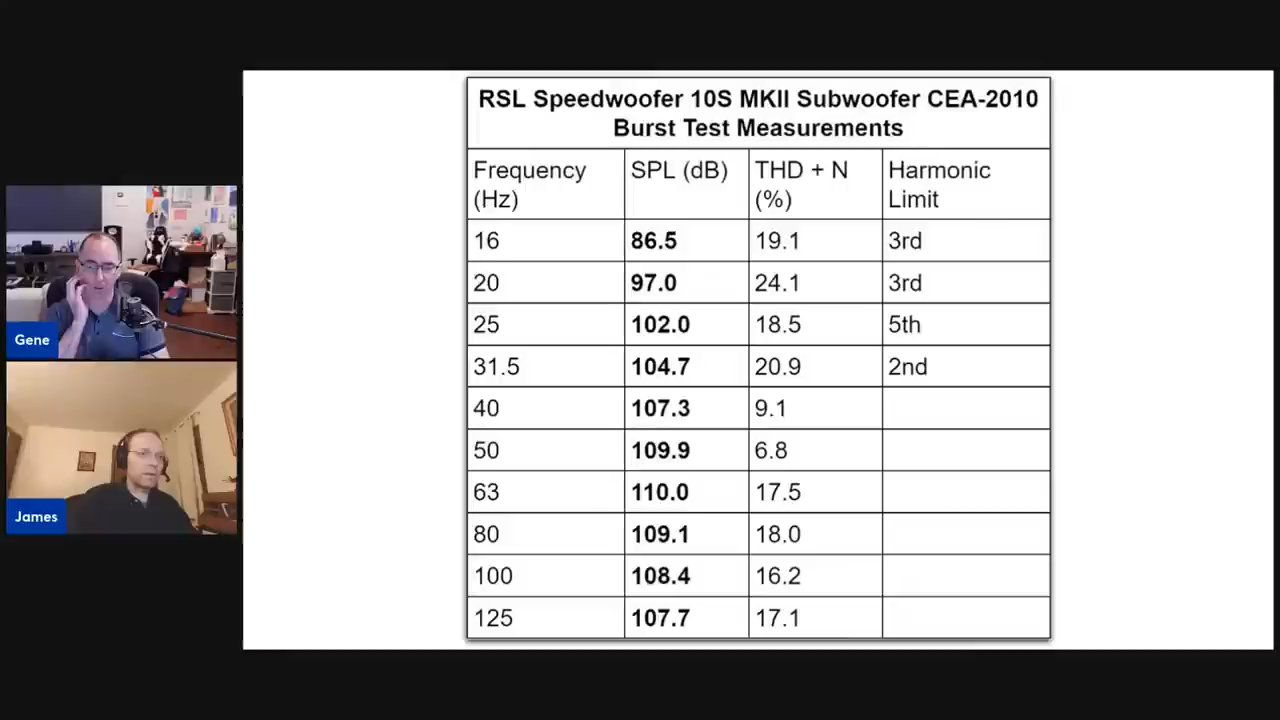 RSL Speedwoofer 10S MKII Subwoofer CEA-2010
Burst Test Measurements
Frequency (Hz) SPL (dB) THD + N (%) Harmonic Limit
16 86.5 19.1 3rd
20 97.0 24.1 3rd
25 102.0 18.5 5th
31.5 104.7 20.9 2nd
40 107.3 9.1
50 109.9 6.8
63 110.0 17.5
80 109.1 18.0
100 108.4 16.2
125 107.7 17.1
Gene
James